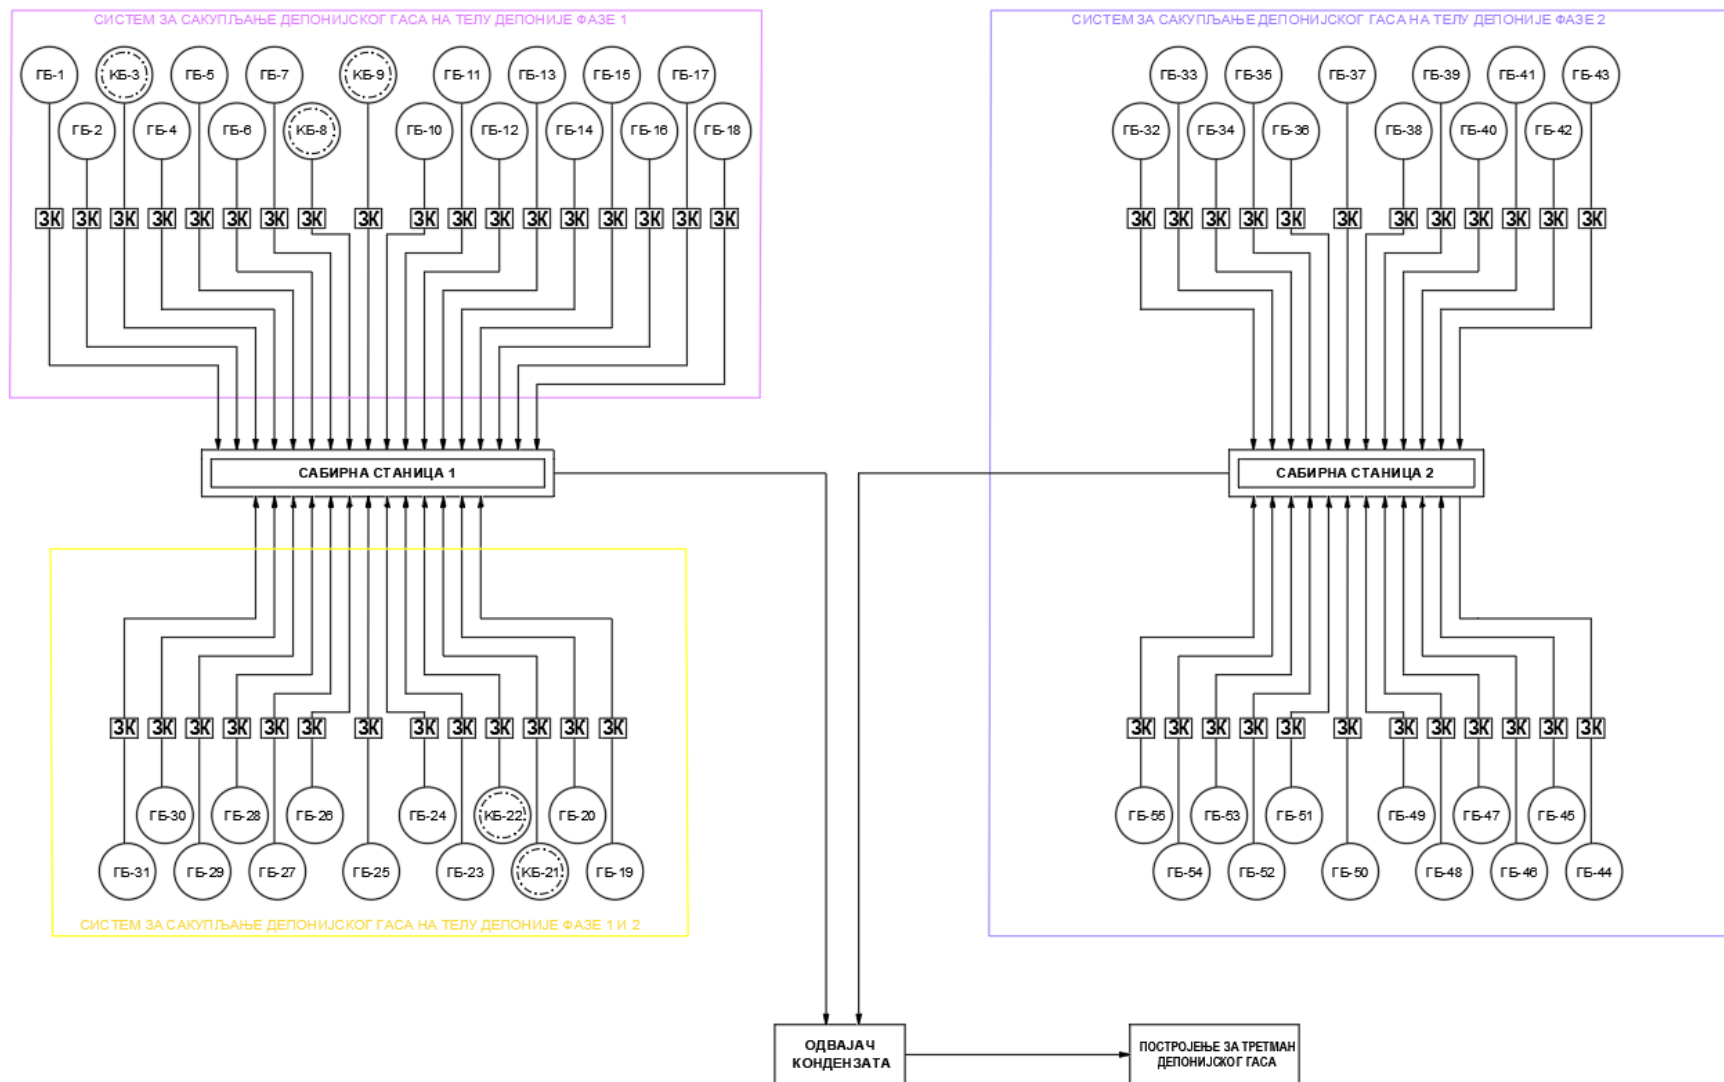 СИСТЕМ ЗА САКУПЉАЊЕ ДЕПОНИЈСКОГ ГАСА НА ТЕЛУ ДЕПОНИЈЕ ФАЗЕ 1
СИСТЕМ ЗА САКУПЉАЊЕ ДЕПОНИЈСКОГ ГАСА НА ТЕЛУ ДЕПОНИЈЕ ФАЗЕ 2
ГБ-1 КБ-3 ГБ-5 ГБ-7 КБ-9 ГБ-11 ГБ-13 ГБ-15 ГБ-17
ГБ-33 ГБ-35 ГБ-37 ГБ-39 ГБ-41 ГБ-43
ГБ-2 ГБ-4 ГБ-6 КБ-8 ГБ-10 ГБ-12 ГБ-14 ГБ-16 ГБ-18
ГБ-32 ГБ-34 ГБ-36 ГБ-38 ГБ-40 ГБ-42
ЗК ЗК ЗК ЗК ЗК ЗК ЗК ЗК ЗК ЗК ЗК ЗК ЗК ЗК ЗК ЗК ЗК ЗК
ЗК ЗК ЗК ЗК ЗК ЗК ЗК ЗК ЗК ЗК ЗК ЗК
САБИРНА СТАНИЦА 1
САБИРНА СТАНИЦА 2
ЗК ЗК ЗК ЗК ЗК ЗК ЗК ЗК ЗК ЗК ЗК ЗК ЗК
ЗК ЗК ЗК ЗК ЗК ЗК ЗК ЗК ЗК ЗК ЗК ЗК
ГБ-30 ГБ-28 ГБ-26 ГБ-24 КБ-22 ГБ-20
ГБ-55 ГБ-53 ГБ-51 ГБ-49 ГБ-47 ГБ-45
ГБ-31 ГБ-29 ГБ-27 ГБ-25 ГБ-23 КБ-21 ГБ-19
ГБ-54 ГБ-52 ГБ-50 ГБ-48 ГБ-46 ГБ-44
СИСТЕМ ЗА САКУПЉАЊЕ ДЕПОНИЈСКОГ ГАСА НА ТЕЛУ ДЕПОНИЈЕ ФАЗЕ 1 И 2
ОДВАЈАЧ
КОНДЕНЗАТА
ПОСТРОЈЕЊЕ ЗА ТРЕТМАН
ДЕПОНИЈСКОГ ГАСА